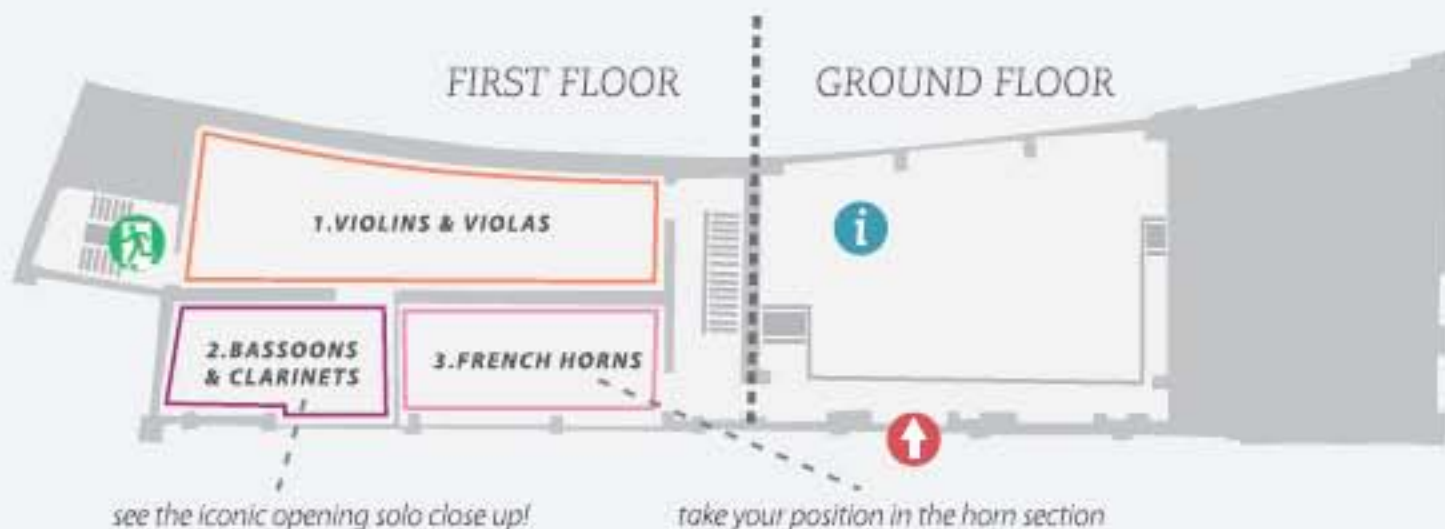 FIRST FLOOR
GROUND FLOOR
1.VIOLINS & VIOLAS
i
2.BASSOONS
& CLARINETS
3.FRENCH HORNS
see the iconic opening solo close up!
take your position in the horn section